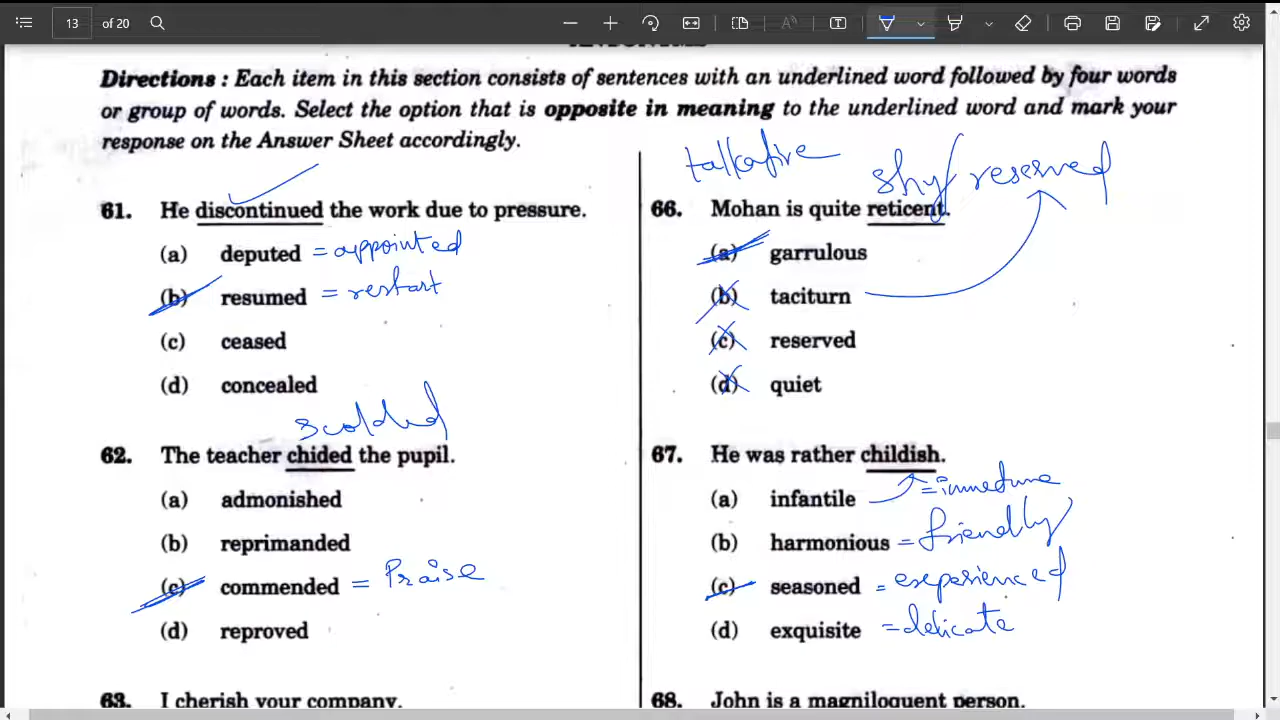 13 of 20
Directions : Each item in this section consists of sentences with an underlined word followed by four words
or group of words. Select the option that is opposite in meaning to the underlined word and mark your
response on the Answer Sheet accordingly.
61. He discontinued the work due to pressure.
(a) deputed = appointed
(b) resumed = restart
(c) ceased
(d) concealed
scolded
62. The teacher chided the pupil.
(a) admonished
(b) reprimanded
(c) commended = Praise
(d) reproved
63. I cherish your company.
talkative
shy/reserved
66. Mohan is quite reticent.
(a) garrulous
(b) taciturn
(c) reserved
(d) quiet
67. He was rather childish.
(a) infantile = immature
(b) harmonious = friendly
(c) seasoned = experienced
(d) exquisite = delicate
68. John is a magniloquent person.